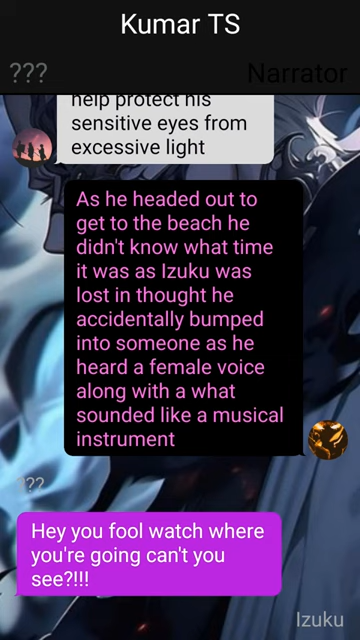 Kumar TS
???
Narrator
help protect his
sensitive eyes from
excessive light
As he headed out to
get to the beach he
didn't know what time
it was as Izuku was
lost in thought he
accidentally bumped
into someone as he
heard a female voice
along with a what
sounded like a musical
instrument
???
Hey you fool watch where
you're going can't you
see?!!!
Izuku